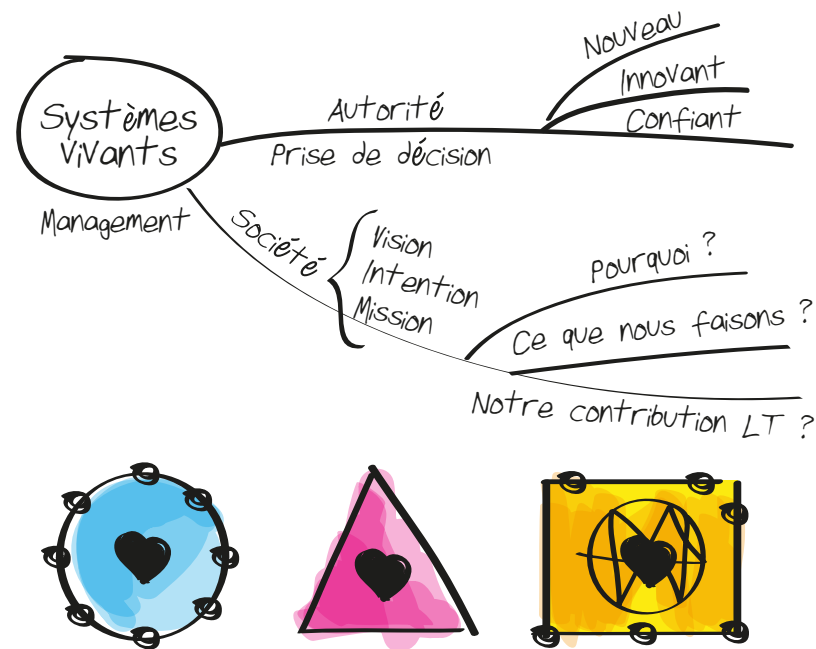 Systèmes
Vivants
Management
Autorité
Prise de décision
Nouveau
Innovant
Confiant
Société
Vision
Intention
Mission
Pourquoi ?
Ce que nous faisons ?
Notre contribution LT ?